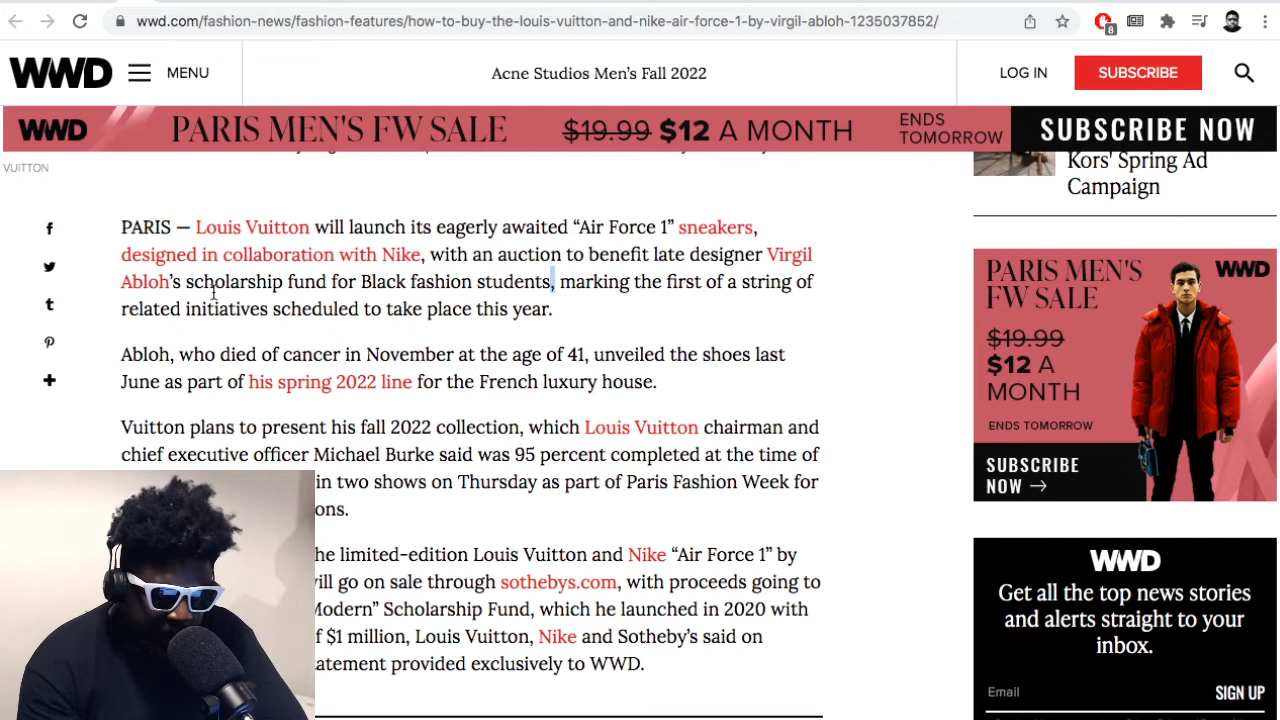 wwd.com/fashion-news/fashion-features/how-to-buy-the-louis-vuitton-and-nike-air-force-1-by-virgil-abloh-1235037852/
8
WWD
MENU
Acne Studios Men's Fall 2022
LOG IN
SUBSCRIBE
WWD PARIS MEN'S FW SALE $19.99 $12 A MONTH ENDS TOMORROW SUBSCRIBE NOW
VUITTON
PARIS — Louis Vuitton will launch its eagerly awaited “Air Force 1” sneakers,
designed in collaboration with Nike, with an auction to benefit late designer Virgil
Abloh’s scholarship fund for Black fashion students, marking the first of a string of
related initiatives scheduled to take place this year.
Abloh, who died of cancer in November at the age of 41, unveiled the shoes last
June as part of his spring 2022 line for the French luxury house.
Vuitton plans to present his fall 2022 collection, which Louis Vuitton chairman and
chief executive officer Michael Burke said was 95 percent completed at the time of
in two shows on Thursday as part of Paris Fashion Week for
ons.
he limited-edition Louis Vuitton and Nike “Air Force 1” by
ill go on sale through sothebys.com, with proceeds going to
Modern” Scholarship Fund, which he launched in 2020 with
f $1 million, Louis Vuitton, Nike and Sotheby’s said on
atement provided exclusively to WWD.
Kors' Spring Ad
Campaign
PARIS MEN'S
FW SALE
WWD
$19.99
$12 A
MONTH
ENDS TOMORROW
SUBSCRIBE
NOW →
WWD
Get all the top news stories
and alerts straight to your
inbox.
Email
SIGN UP